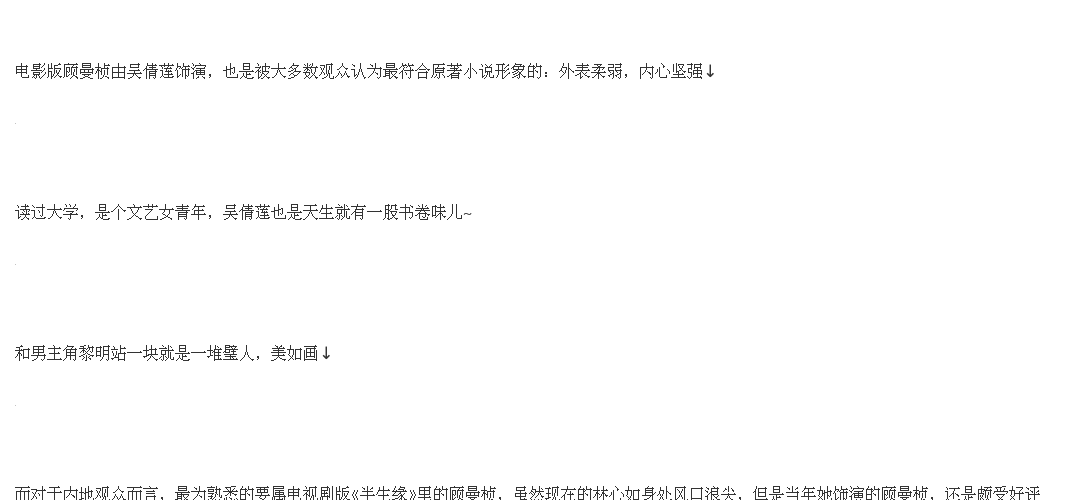 电影版顾曼桢由吴倩莲饰演，也是被大多数观众认为最符合原著小说形象的：外表柔弱，内心坚强↓
读过大学，是个文艺女青年，吴倩莲也是天生就有一股书卷味儿~
和男主角黎明站一块就是一堆璧人，美如画↓
而对于内地观众而言，最为熟悉的要属电视剧版《半生缘》里的顾曼桢，虽然现在的林心如身处风口浪尖，但是当年她饰演的顾曼桢，还是颇受好评